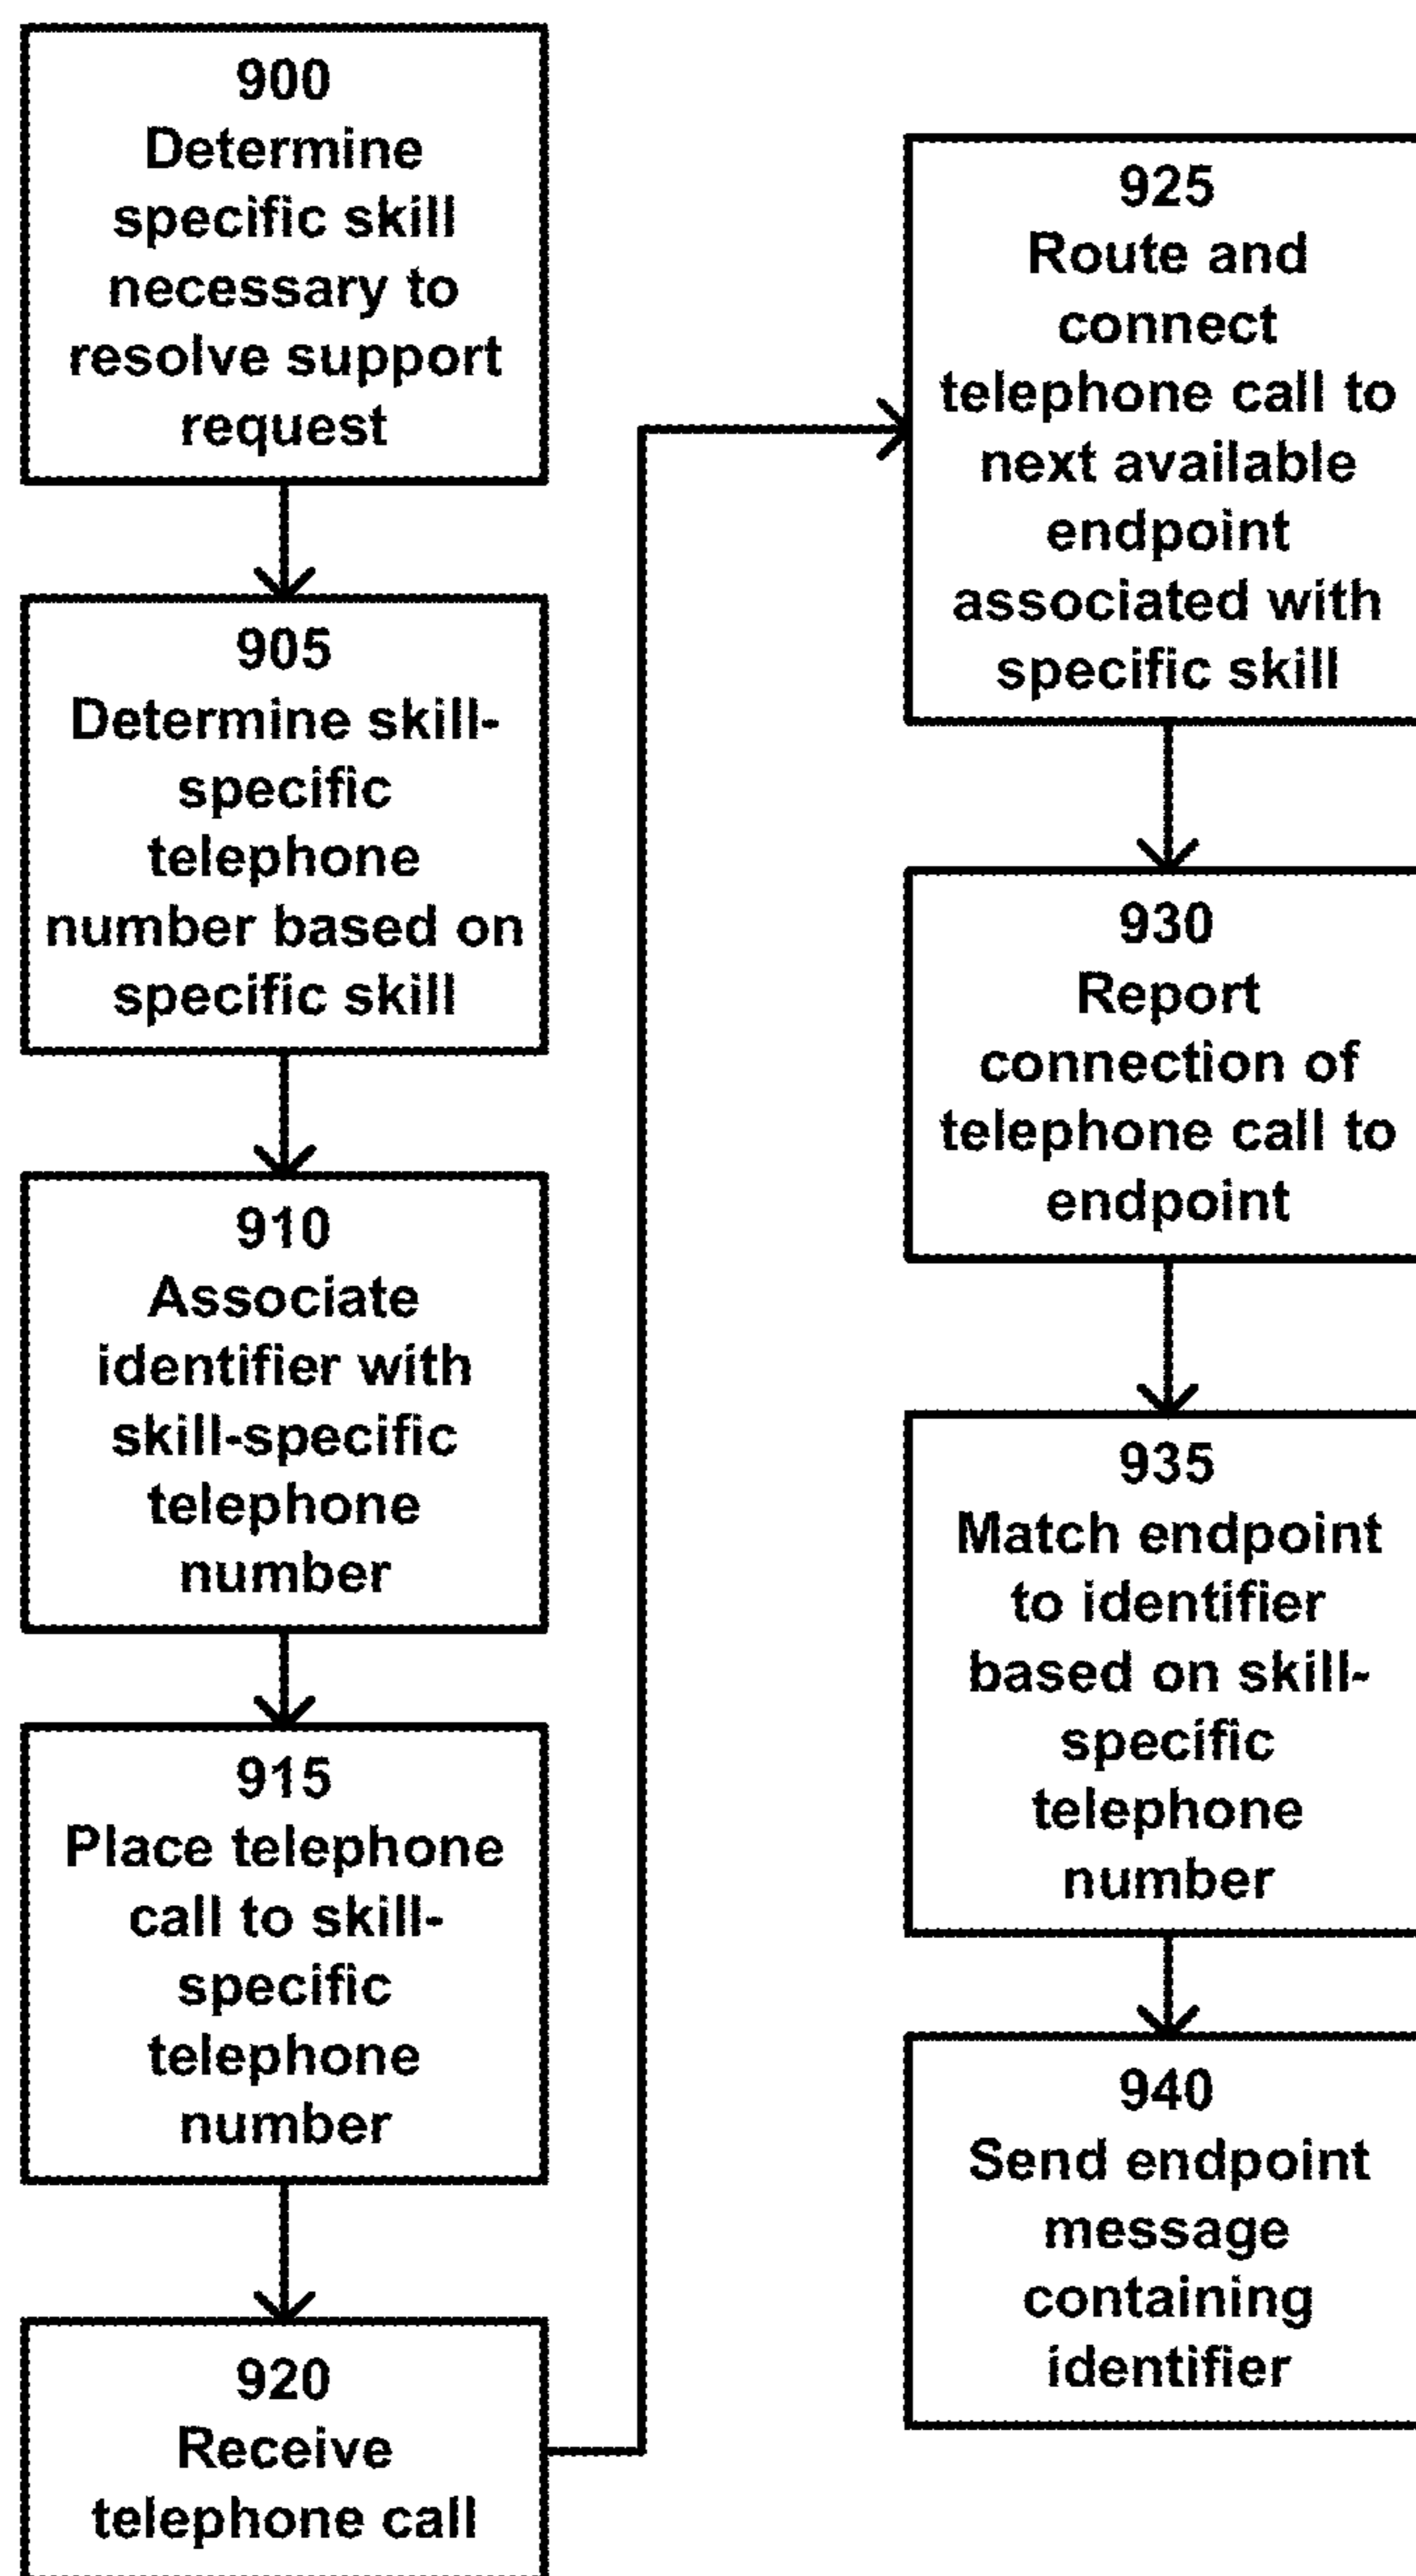 900
Determine
specific skill
necessary to
resolve support
request
905
Determine skill-
specific
telephone
number based on
specific skill
910
Associate
identifier with
skill-specific
telephone
number
915
Place telephone
call to skill-
specific
telephone
number
920
Receive
telephone call
925
Route and
connect
telephone call to
next available
endpoint
associated with
specific skill
930
Report
connection of
telephone call to
endpoint
935
Match endpoint
to identifier
based on skill-
specific
telephone
number
940
Send endpoint
message
containing
identifier